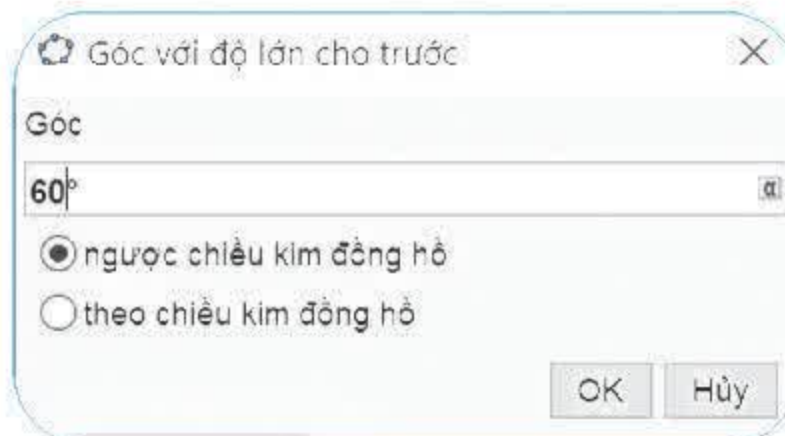 Góc với độ lớn cho trước
Góc
60°
α
ngược chiều kim đồng hồ
theo chiều kim đồng hồ
OK Hủy